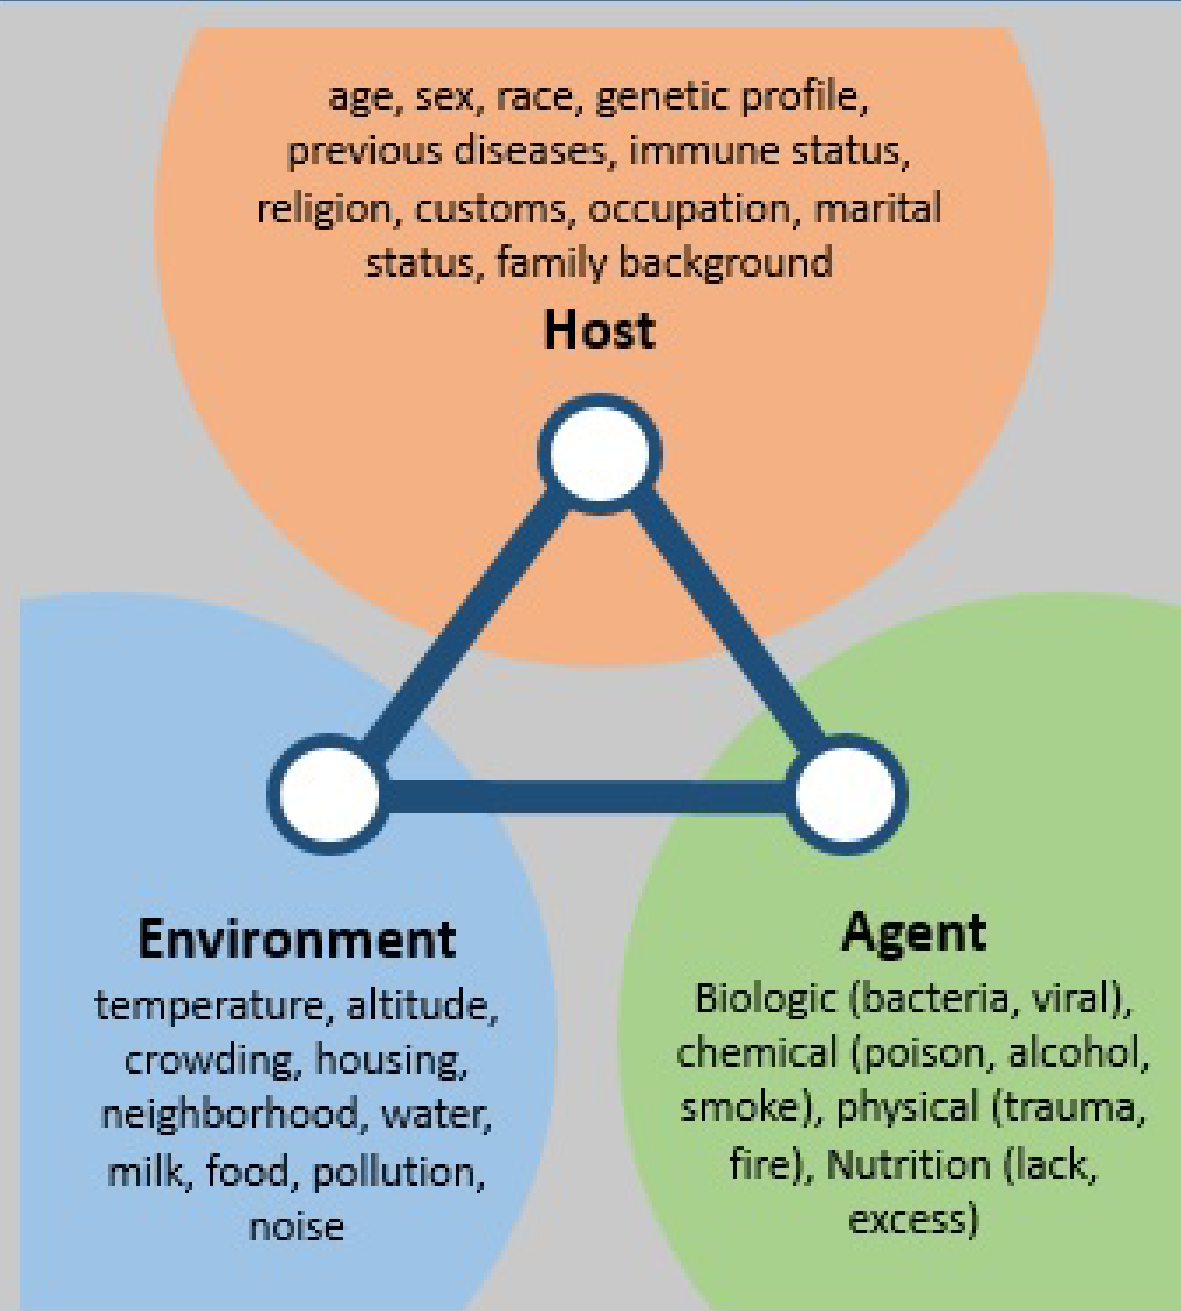 age, sex, race, genetic profile,
previous diseases, immune status,
religion, customs, occupation, marital
status, family background
Host
Environment
temperature, altitude,
crowding, housing,
neighborhood, water,
milk, food, pollution,
noise
Agent
Biologic (bacteria, viral),
chemical (poison, alcohol,
smoke), physical (trauma,
fire), Nutrition (lack,
excess)